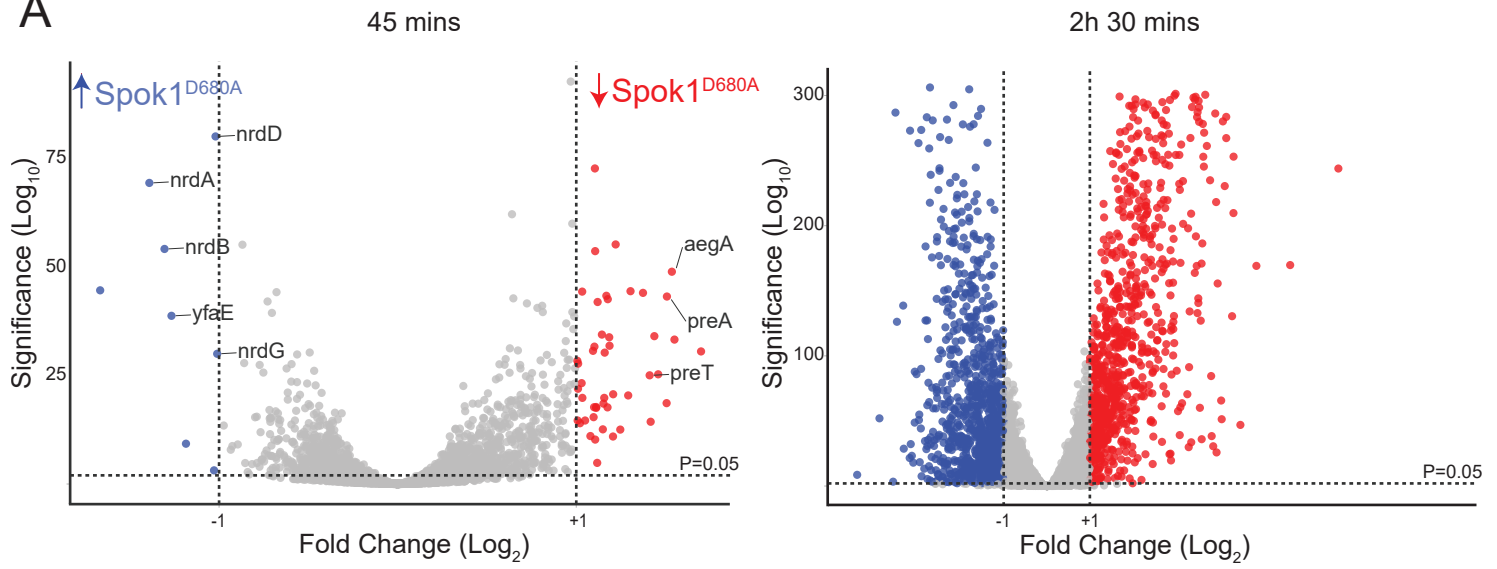 A
45 mins
2h 30 mins
↑ Spok1D680A
↓ Spok1D680A
nrdD
nrdA
nrdB
yfaE
nrdG
aegA
preA
preT
P=0.05
75
50
25
-1
+1
Significance (Log10)
Fold Change (Log2)
300
200
100
P=0.05
-1
+1
Significance (Log10)
Fold Change (Log2)